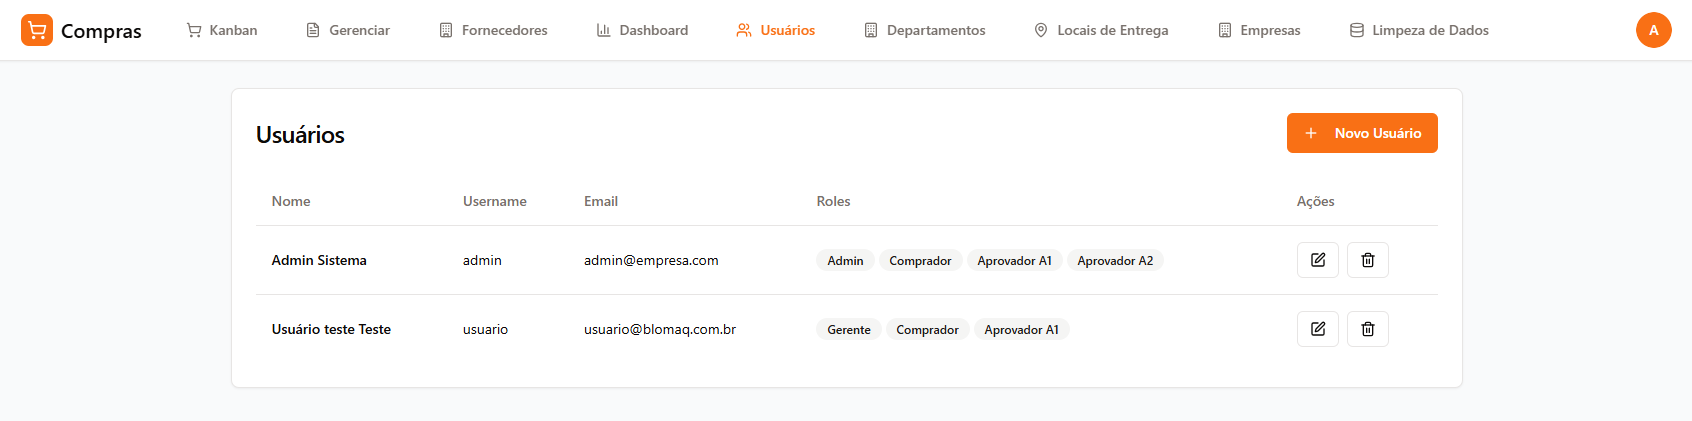 Compras Kanban Gerenciar Fornecedores Dashboard Usuários Departamentos Locais de Entrega Empresas Limpeza de Dados A
Usuários Novo Usuário
Nome Username Email Roles Ações
Admin Sistema admin admin@empresa.com Admin Comprador Aprovador A1 Aprovador A2
Usuário teste Teste usuario usuario@blomaq.com.br Gerente Comprador Aprovador A1